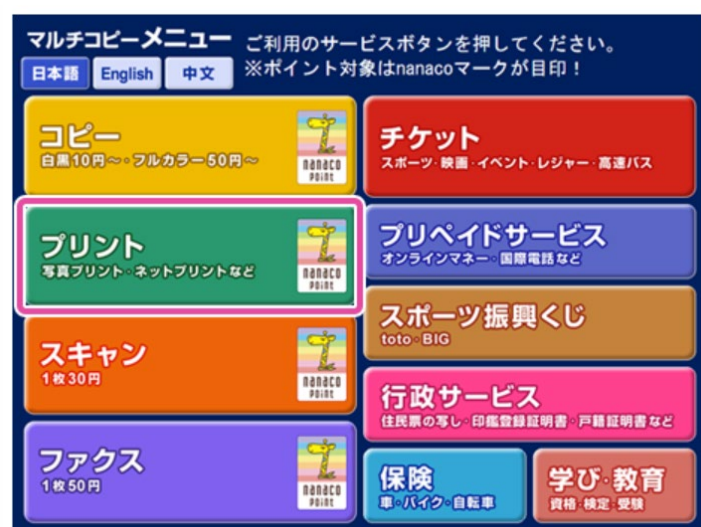 マルチコピーメニュー
ご利用のサービスボタンを押してください。
※ポイント対象はnanacoマークが目印！
日本語 English 中文
コピー
白黒10円～・フルカラー50円～
nanaco
POINT
チケット
スポーツ・映画・イベント・レジャー・高速バス
プリント
写真プリント・ネットプリントなど
nanaco
POINT
プリペイドサービス
オンラインマネー・国際電話など
スポーツ振興くじ
toto・BIG
スキャン
1枚30円
nanaco
POINT
行政サービス
住民票の写し・印鑑登録証明書・戸籍証明書など
ファクス
1枚50円
nanaco
POINT
保険
車・バイク・自転車
学び・教育
資格・検定・受験